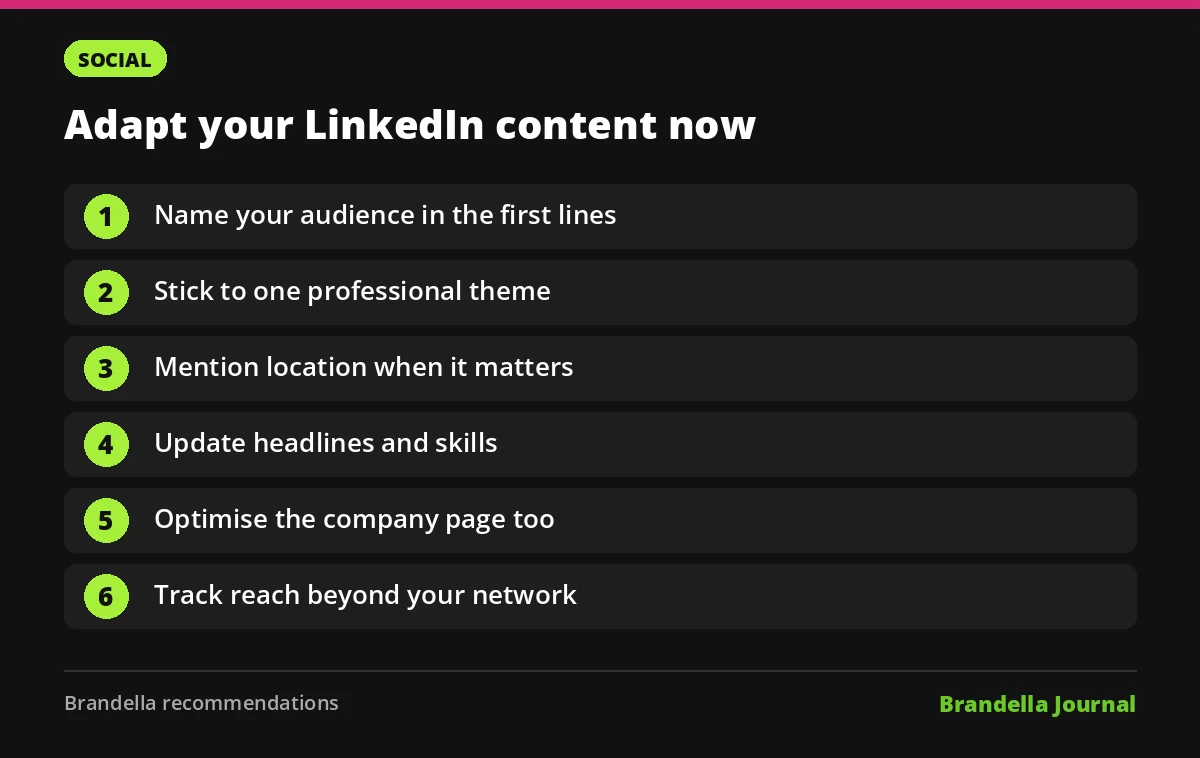 SOCIAL
Adapt your LinkedIn content now
1 Name your audience in the first lines
2 Stick to one professional theme
3 Mention location when it matters
4 Update headlines and skills
5 Optimise the company page too
6 Track reach beyond your network
Brandella recommendations
Brandella Journal